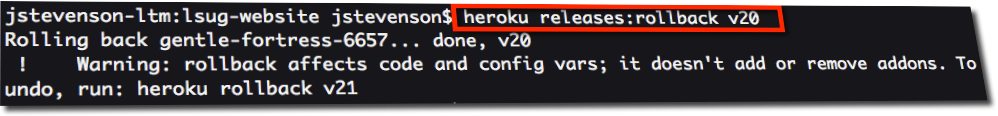 jstevenson-ltm:lsug-website jstevenson$ heroku releases:rollback v20
Rolling back gentle-fortress-6657... done, v20
 !    Warning: rollback affects code and config vars; it doesn't add or remove addons. To
undo, run: heroku rollback v21